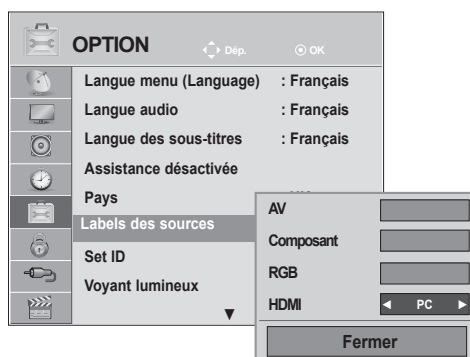 OPTION
Dép.
OK
Langue menu (Language) : Français
Langue audio : Français
Langue des sous-titres : Français
Assistance désactivée
Pays
Labels des sources
Set ID
Voyant lumineux
▼
AV
Composant
RGB
HDMI ◄ PC ►
Fermer